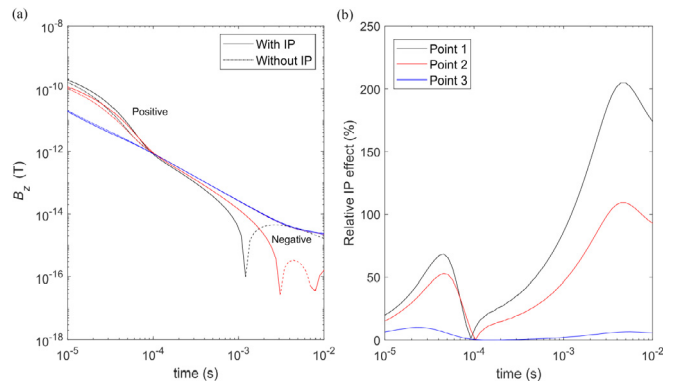 (a)
With IP
Without IP
Positive
Negative
10^-8
10^-10
10^-12
10^-14
10^-16
10^-18
B_z (T)
10^-5 10^-4 10^-3 10^-2
time (s)
(b)
Point 1
Point 2
Point 3
250
200
150
100
50
0
Relative IP effect (%)
10^-5 10^-4 10^-3 10^-2
time (s)